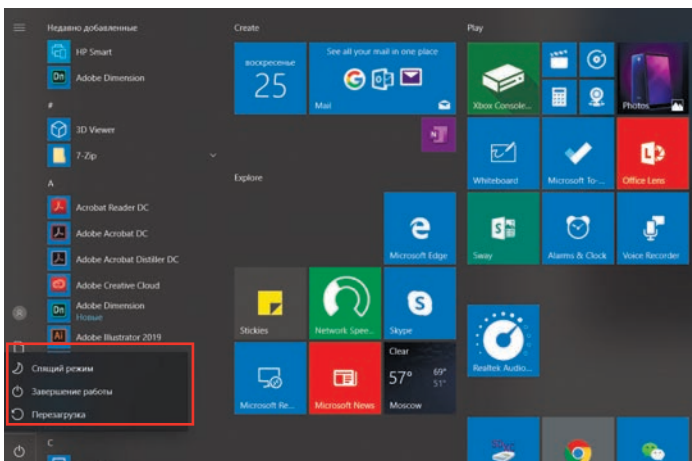 Недавно добавленные
HP Smart
Adobe Dimension
#
3D Viewer
7-Zip
A
Acrobat Reader DC
Adobe Acrobat DC
Adobe Acrobat Distiller DC
Adobe Creative Cloud
Adobe Dimension
Новые
Adobe Illustrator 2019
Спящий режим
Завершение работы
Перезагрузка
C
Create
воскресенье
25
See all your mail in one place
Mail
Explore
Microsoft Edge
Stickies
Network Spee...
Skype
Microsoft Re...
Microsoft News
Clear
57° 69°
51°
Moscow
Play
Xbox Console...
Photos
Whiteboard
Microsoft To-...
Office Lens
Sway
Alarms & Clock
Voice Recorder
Realtek Audio...